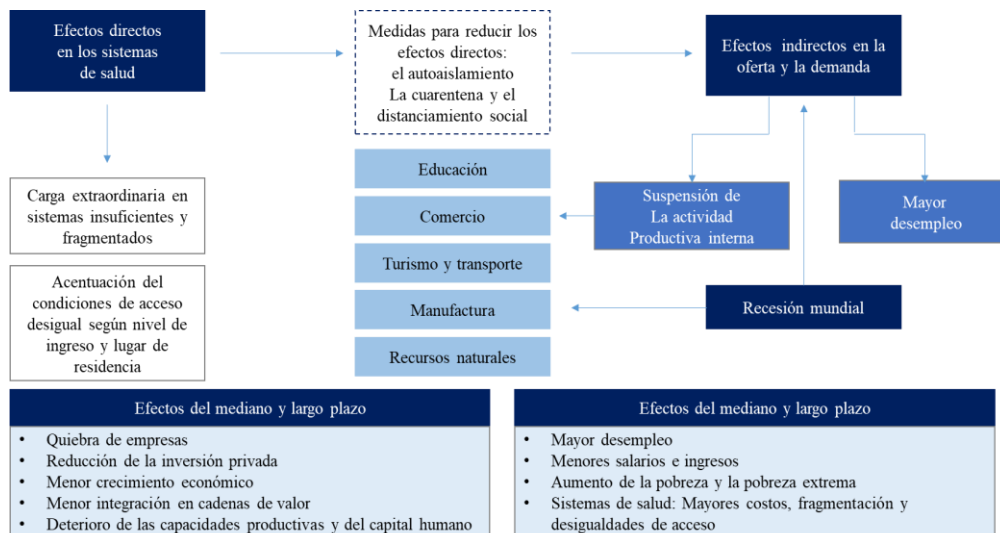 Efectos directos
en los sistemas
de salud
Medidas para reducir los
efectos directos:
el autoaislamiento
La cuarentena y el
distanciamiento social
Efectos indirectos en la
oferta y la demanda
Carga extraordinaria en
sistemas insuficientes y
fragmentados
Acentuación del
condiciones de acceso
desigual según nivel de
ingreso y lugar de
residencia
Educación
Comercio
Turismo y transporte
Manufactura
Recursos naturales
Suspensión de
La actividad
Productiva interna
Mayor
desempleo
Recesión mundial
Efectos del mediano y largo plazo
• Quiebra de empresas
• Reducción de la inversión privada
• Menor crecimiento económico
• Menor integración en cadenas de valor
• Deterioro de las capacidades productivas y del capital humano
Efectos del mediano y largo plazo
• Mayor desempleo
• Menores salarios e ingresos
• Aumento de la pobreza y la pobreza extrema
• Sistemas de salud: Mayores costos, fragmentación y
desigualdades de acceso